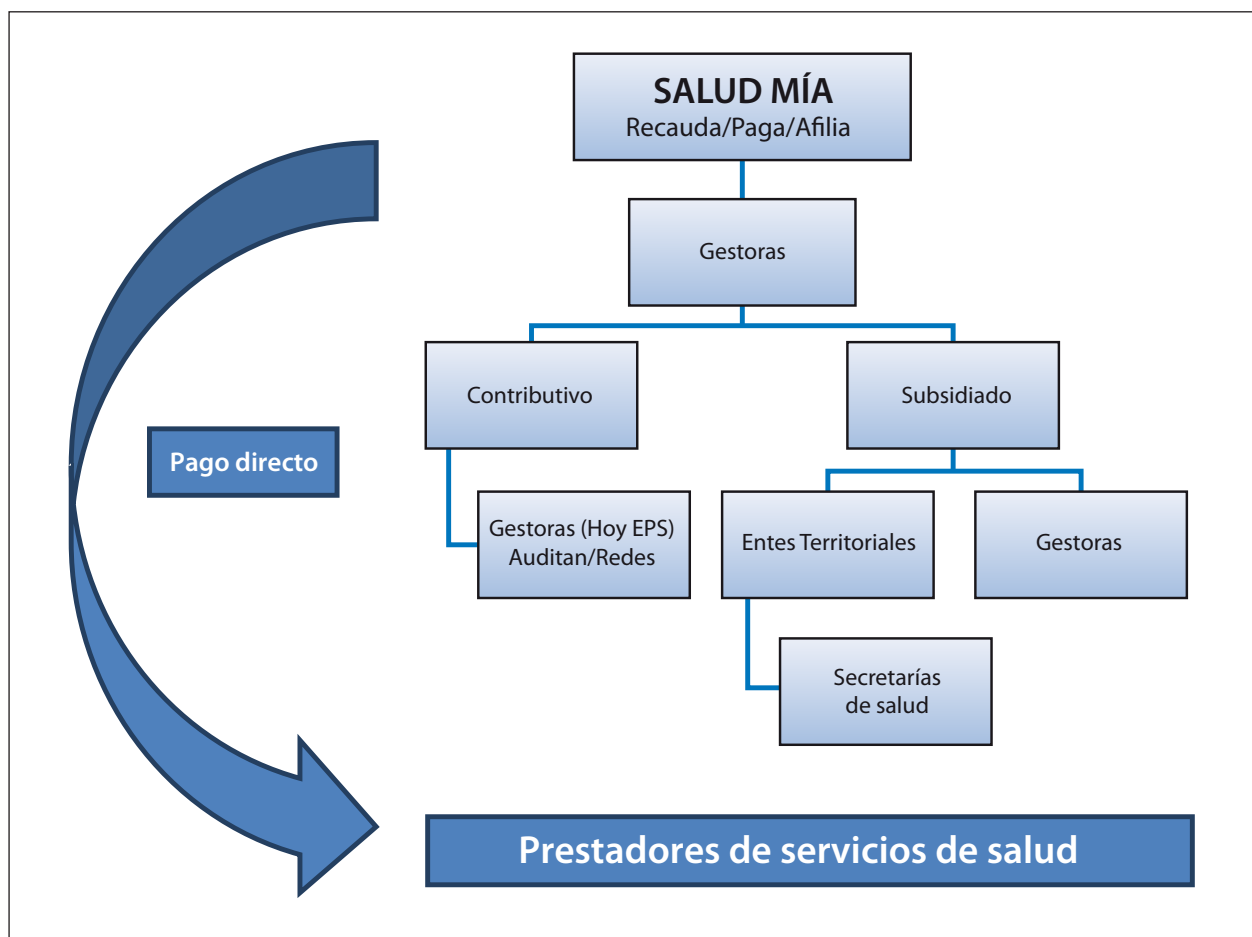 SALUD MÍA
Recauda/Paga/Afilia
Gestoras
Contributivo
Subsidiado
Pago directo
Gestoras (Hoy EPS)
Auditan/Redes
Entes Territoriales
Gestoras
Secretarías
de salud
Prestadores de servicios de salud